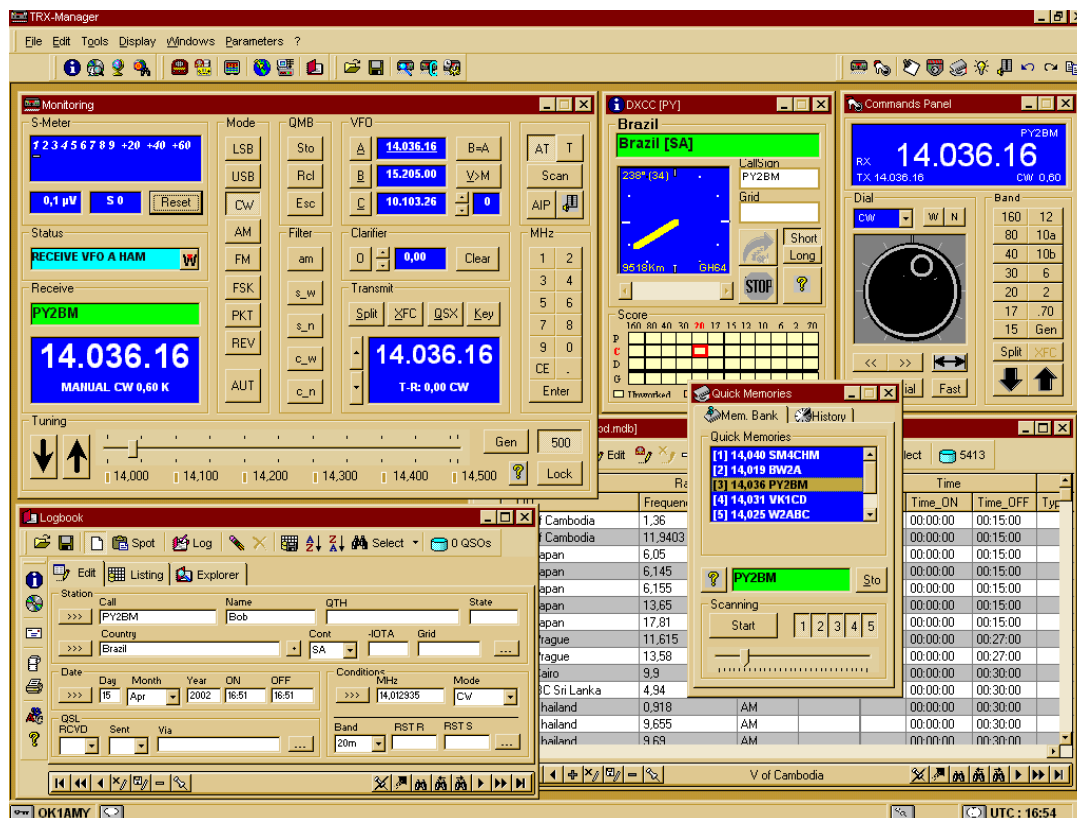 TRX-Manager
File Edit Tools Display Windows Parameters ?
Monitoring
S-Meter
1 2 3 4 5 6 7 8 9 +20 +40 +60
0,1 µV S 0 Reset
Status
RECEIVE VFO A HAM W
Receive
PY2BM
14.036.16
MANUAL CW 0,60 K
Mode
LSB
USB
CW
AM
FM
FSK
PKT
REV
AUT
QMB
Sto
Rcl
Esc
Filter
am
s_w
s_n
c_w
c_n
VFO
A 14.036.16 B=A
B 15.205.00 V>M
C 10.103.26 0
Clarifier
0 0,00 Clear
Transmit
Split XFC QSX Key
14.036.16
T-R: 0,00 CW
AT T
Scan
AIP
MHz
1 2
3 4
5 6
7 8
9 0
CE .
Enter
Tuning
Gen 500
14,000 14,100 14,200 14,300 14,400 14,500 ? Lock
DXCC [PY]
Brazil
Brazil [SA]
238° (34)
9518Km GH64
CallSign
PY2BM
Grid
Short
Long
STOP ?
Score
160 80 40 30 20 17 15 12 10 6 2 70
P
C
D
G
Commands Panel
PY2BM
RX 14.036.16
TX 14.036.16 CW 0,60
Dial
CW W N
<< >>
ial Fast
Band
160 12
80 10a
40 10b
30 6
20 2
17 .70
15 Gen
Split XFC
Quick Memories
Mem. Bank History
Quick Memories
[1] 14,040 SM4CHM
[2] 14,019 BW2A
[3] 14,036 PY2BM
[4] 14,031 VK1CD
[5] 14,025 W2ABC
? PY2BM Sto
Scanning
Start 1 2 3 4 5
bd.mdb]
Edit lect 5413
Ra Time
Frequen Time_ON Time_OFF Typ
f Cambodia 1,36 00:00:00 00:15:00
f Cambodia 11,9403 00:00:00 00:15:00
apan 6,05 00:00:00 00:15:00
apan 6,145 00:00:00 00:15:00
apan 6,155 00:00:00 00:15:00
apan 13,65 00:00:00 00:15:00
apan 17,81 00:00:00 00:15:00
rague 11,615 00:00:00 00:27:00
rague 13,58 00:00:00 00:27:00
airo 9,9 00:00:00 00:30:00
BC Sri Lanka 4,94 00:00:00 00:30:00
hailand 0,918 AM 00:00:00 00:30:00
hailand 9,655 AM 00:00:00 00:30:00
hailand 9,69 AM 00:00:00 00:30:00
V of Cambodia
Logbook
Spot Log Select 0 QSOs
Edit Listing Explorer
Station
Call Name QTH State
>>> PY2BM Bob
Country Cont -IOTA Grid
>>> Brazil SA ...
Date
Day Month Year ON OFF
>>> 15 Apr 2002 16:51 16:51
Conditions
MHz Mode
>>> 14,012935 CW
QSL
RCVD Sent Via
...
Band RST R RST S
20m ...
OK1AMY UTC : 16:54